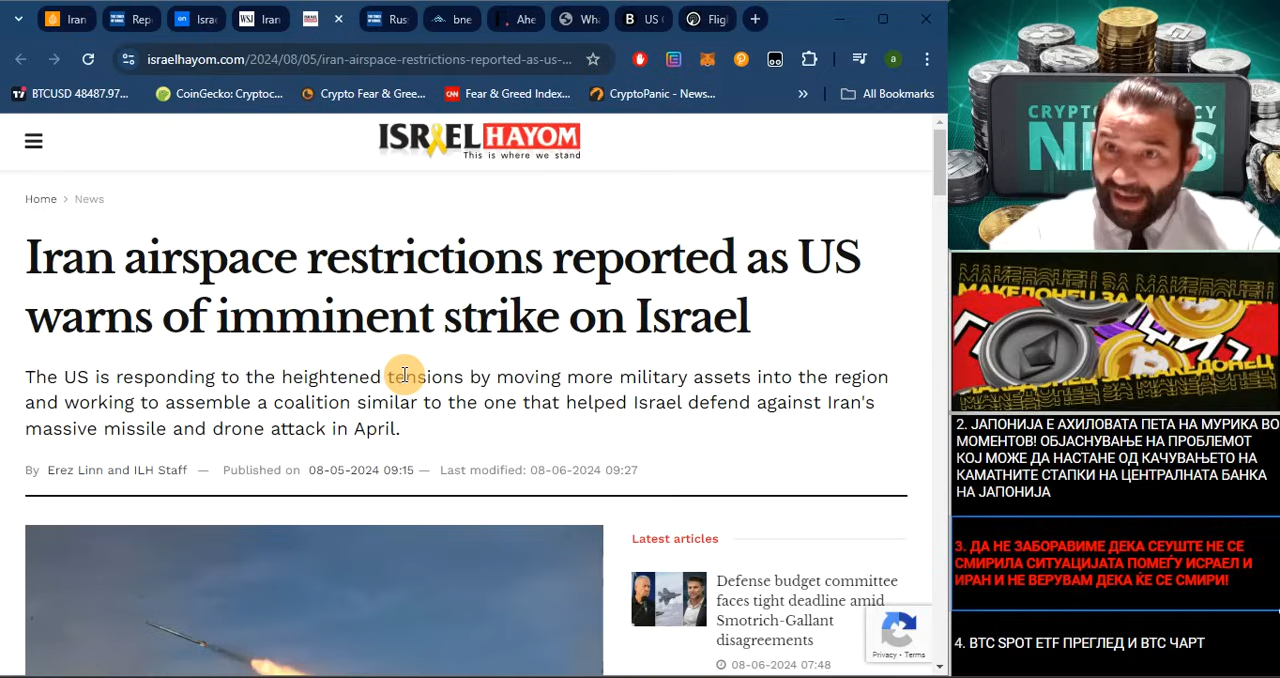 Iran
Rep
Isra
WSJ
Iran
Rus
bne
Ahe
Wha
US
Fligl
israelhayom.com/2024/08/05/iran-airspace-restrictions-reported-as-us-...
a
BTCUSD 48487.97...
CoinGecko: Cryptoc...
Crypto Fear & Gree...
CNN
Fear & Greed Index...
CryptoPanic - News...
All Bookmarks
ISRAEL HAYOM
This is where we stand
Home > News
Iran airspace restrictions reported as US
warns of imminent strike on Israel
The US is responding to the heightened tensions by moving more military assets into the region
and working to assemble a coalition similar to the one that helped Israel defend against Iran's
massive missile and drone attack in April.
By Erez Linn and ILH Staff — Published on 08-05-2024 09:15 — Last modified: 08-06-2024 09:27
Latest articles
Defense budget committee
faces tight deadline amid
Smotrich-Gallant
disagreements
08-06-2024 07:48
Privacy - Terms
МАКЕДОНЕЦ ЗА МАКЕДОНЕЦ
2. ЈАПОНИЈА Е АХИЛОВАТА ПЕТА НА МУРИКА ВО
МОМЕНТОВ! ОБЈАСНУВАЊЕ НА ПРОБЛЕМОТ
КОЈ МОЖЕ ДА НАСТАНЕ ОД КАЧУВАЊЕТО НА
КАМАТНИТЕ СТАПКИ НА ЦЕНТРАЛНАТА БАНКА
НА ЈАПОНИЈА
3. ДА НЕ ЗАБОРАВИМЕ ДЕКА СЕУШТЕ НЕ СЕ
СМИРИЛА СИТУАЦИЈАТА ПОМЕЃУ ИСРАЕЛ И
ИРАН И НЕ ВЕРУВАМ ДЕКА ЌЕ СЕ СМИРИ!
4. BTC SPOT ETF ПРЕГЛЕД И BTC ЧАРТ